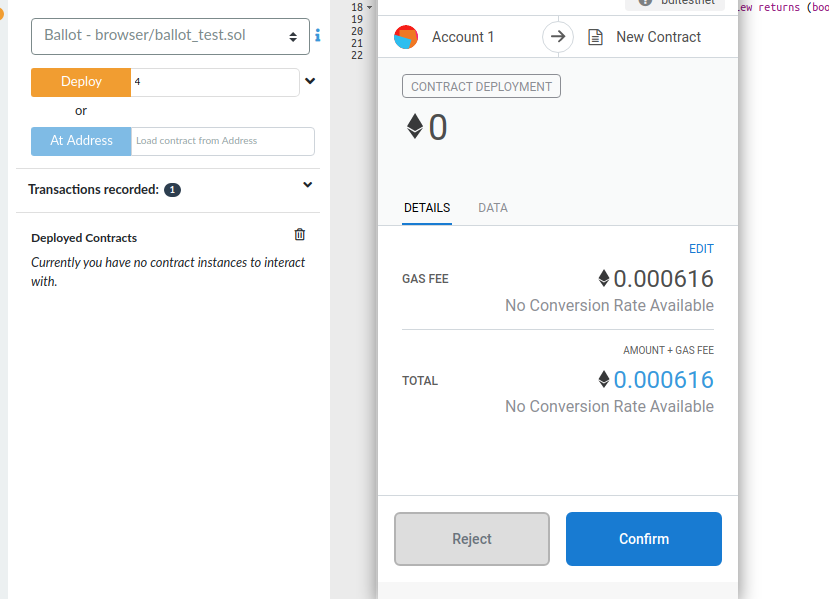 Ballot - browser/ballot_test.sol
Deploy 4
or
At Address Load contract from Address
Transactions recorded: 1
Deployed Contracts
Currently you have no contract instances to interact
with.
18
19
20
21
22
Account 1
New Contract
CONTRACT DEPLOYMENT
0
DETAILS DATA
EDIT
GAS FEE 0.000616
No Conversion Rate Available
AMOUNT + GAS FEE
TOTAL 0.000616
No Conversion Rate Available
Reject Confirm
returns (boo